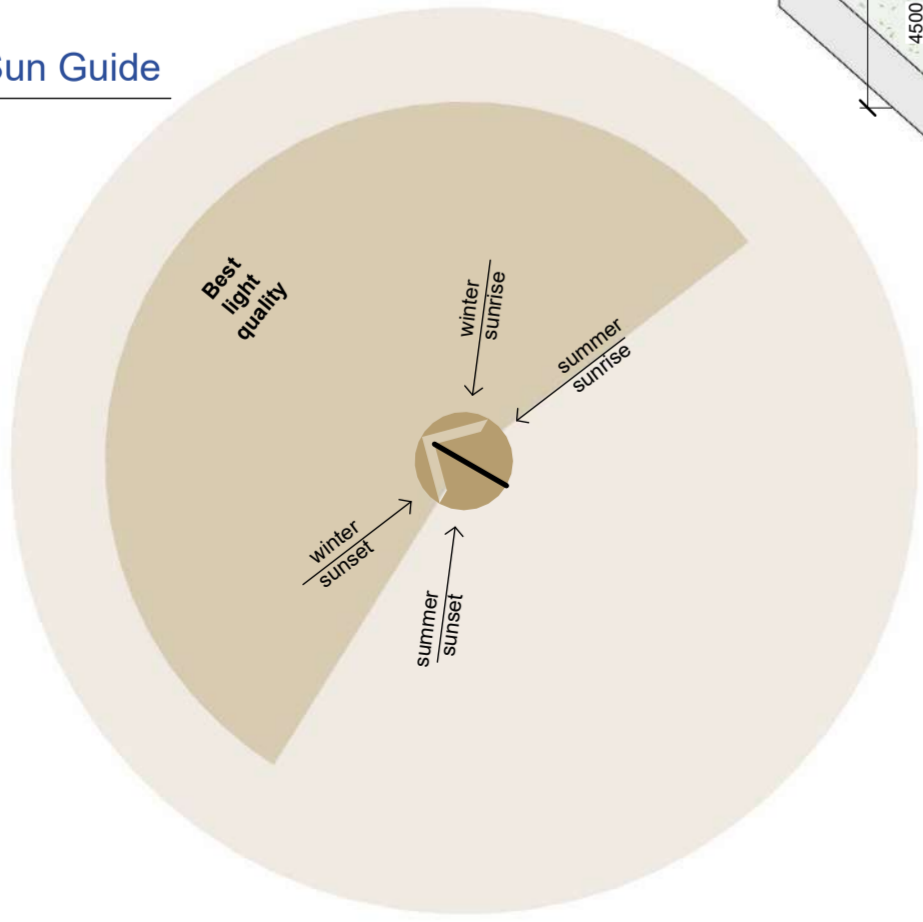 Sun Guide
4500
Best
light
quality
winter
sunrise
summer
sunrise
winter
sunset
summer
sunset